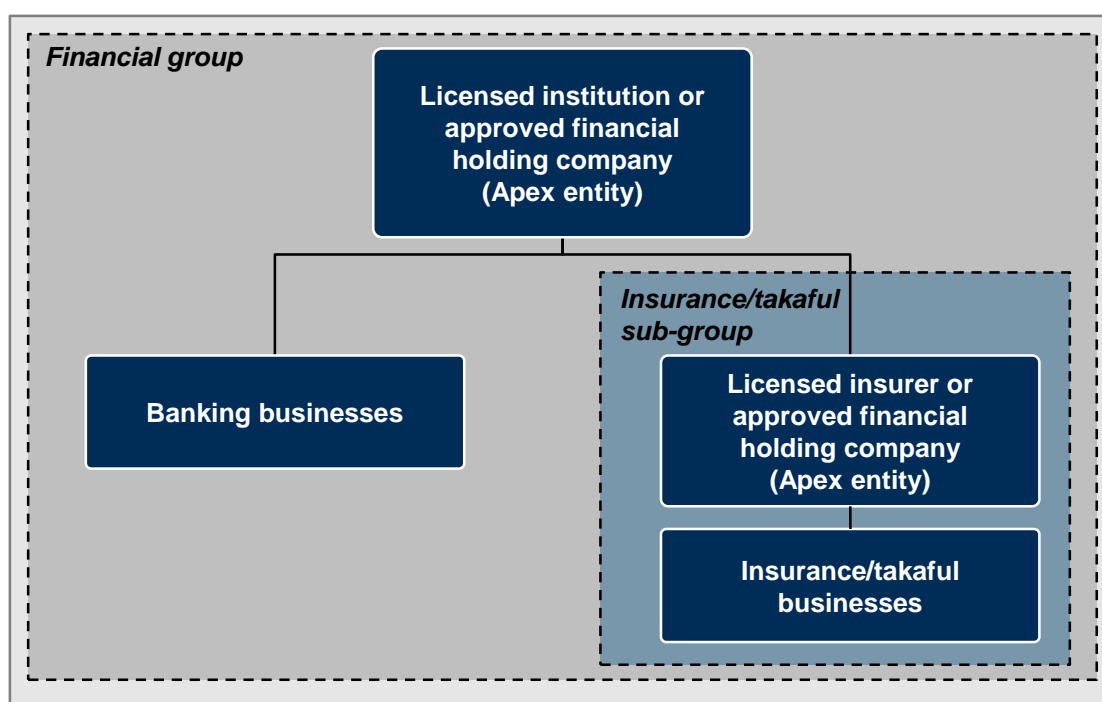 Financial group
Licensed institution or
approved financial
holding company
(Apex entity)
Insurance/takaful
sub-group
Banking businesses
Licensed insurer or
approved financial
holding company
(Apex entity)
Insurance/takaful
businesses